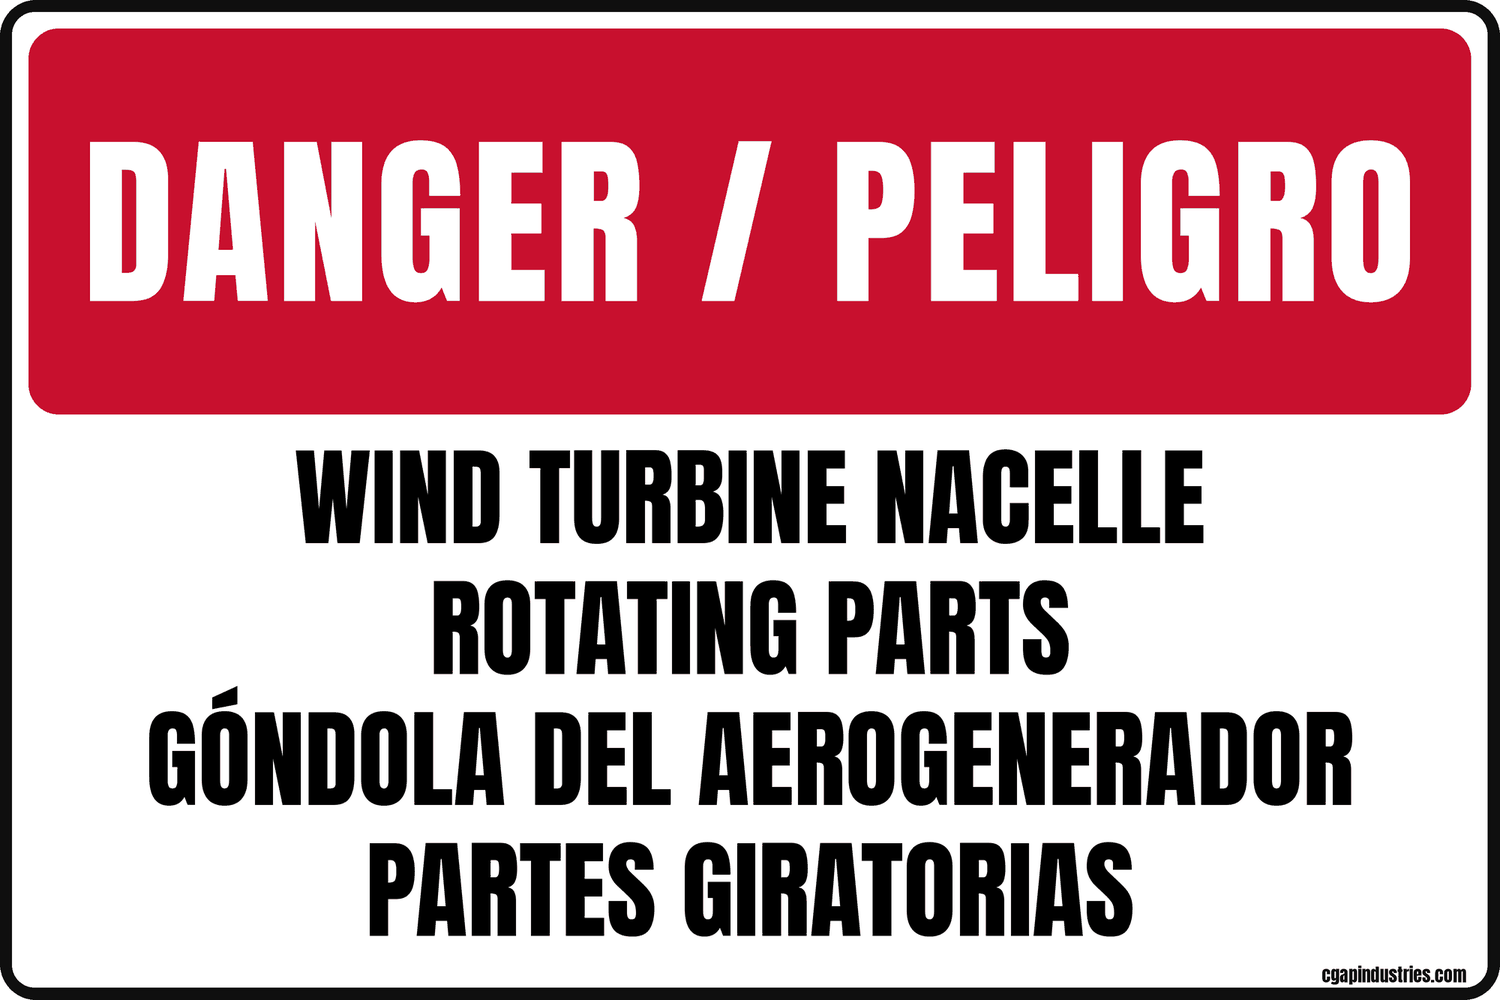 DANGER / PELIGRO
WIND TURBINE NACELLE
ROTATING PARTS
GÓNDOLA DEL AEROGENERADOR
PARTES GIRATORIAS
cgapindustries.com